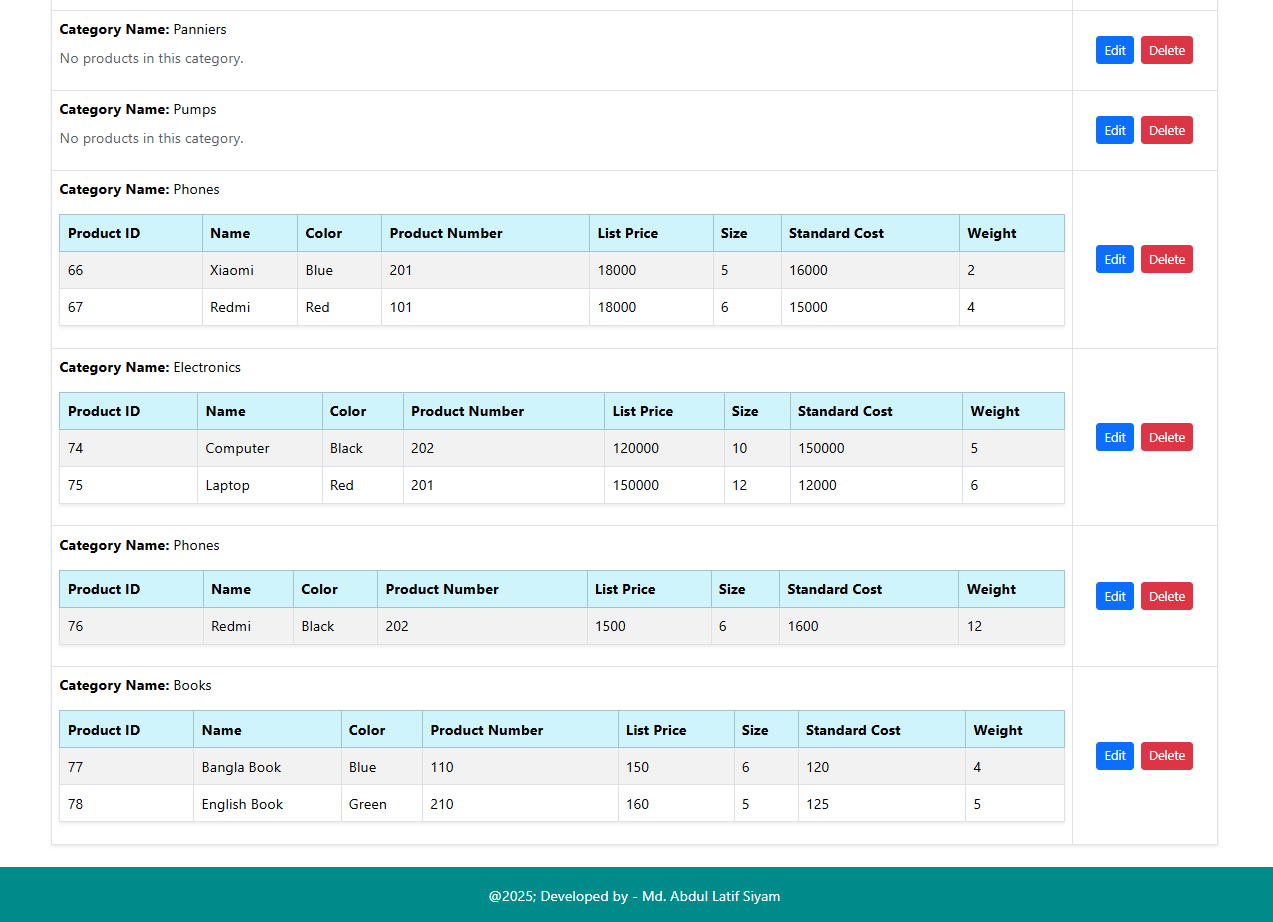 Category Name: Panniers
No products in this category.
Edit Delete
Category Name: Pumps
No products in this category.
Edit Delete
Category Name: Phones
Product ID Name Color Product Number List Price Size Standard Cost Weight
66 Xiaomi Blue 201 18000 5 16000 2
67 Redmi Red 101 18000 6 15000 4
Edit Delete
Category Name: Electronics
Product ID Name Color Product Number List Price Size Standard Cost Weight
74 Computer Black 202 120000 10 150000 5
75 Laptop Red 201 150000 12 12000 6
Edit Delete
Category Name: Phones
Product ID Name Color Product Number List Price Size Standard Cost Weight
76 Redmi Black 202 1500 6 1600 12
Edit Delete
Category Name: Books
Product ID Name Color Product Number List Price Size Standard Cost Weight
77 Bangla Book Blue 110 150 6 120 4
78 English Book Green 210 160 5 125 5
Edit Delete
@2025; Developed by - Md. Abdul Latif Siyam